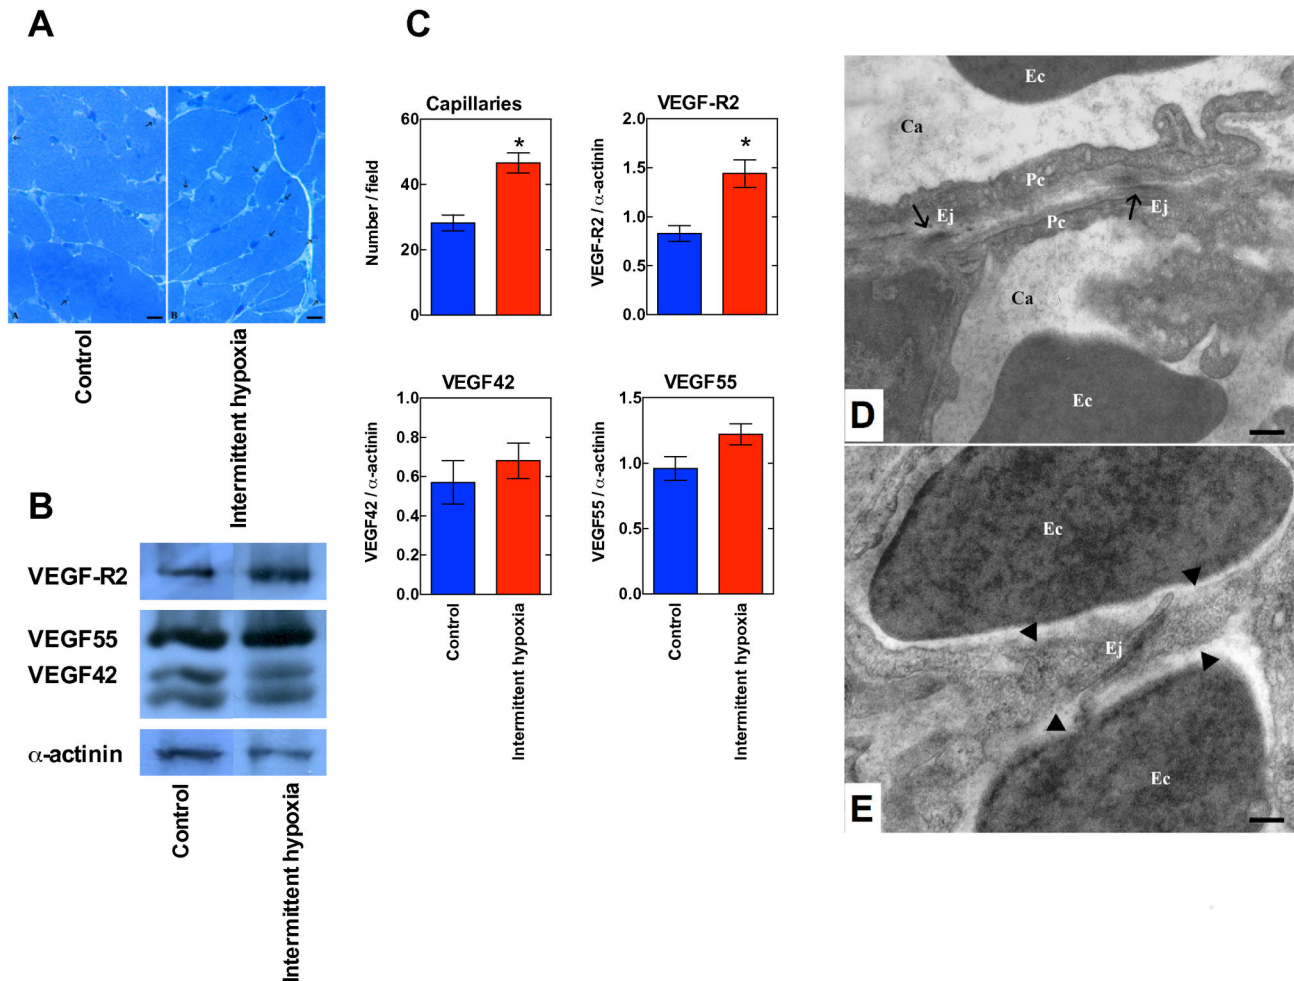 A
A
B
Control
Intermittent hypoxia
B
VEGF-R2
VEGF55
VEGF42
α-actinin
Control
Intermittent hypoxia
C
Capillaries
Number / field
60
40
20
0
*
VEGF-R2
VEGF-R2 / α-actinin
2.0
1.5
1.0
0.5
0.0
*
VEGF42
VEGF42 / α-actinin
1.0
0.8
0.6
0.4
0.2
0.0
Control
Intermittent hypoxia
VEGF55
VEGF55 / α-actinin
1.5
1.0
0.5
0.0
Control
Intermittent hypoxia
Ec
Ca
Pc
Ej
Ej
Pc
Ca
Ec
D
Ec
Ej
Ec
E